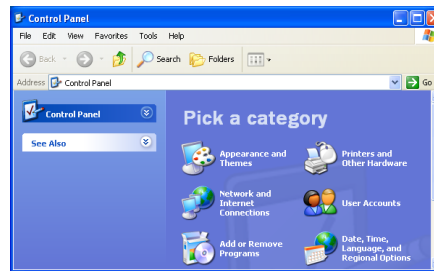 Control Panel
File Edit View Favorites Tools Help
Back Search Folders
Address Control Panel Go
Control Panel
See Also
Pick a category
Appearance and
Themes
Printers and
Other Hardware
Network and
Internet
Connections
User Accounts
Add or Remove
Programs
Date, Time,
Language, and
Regional Options